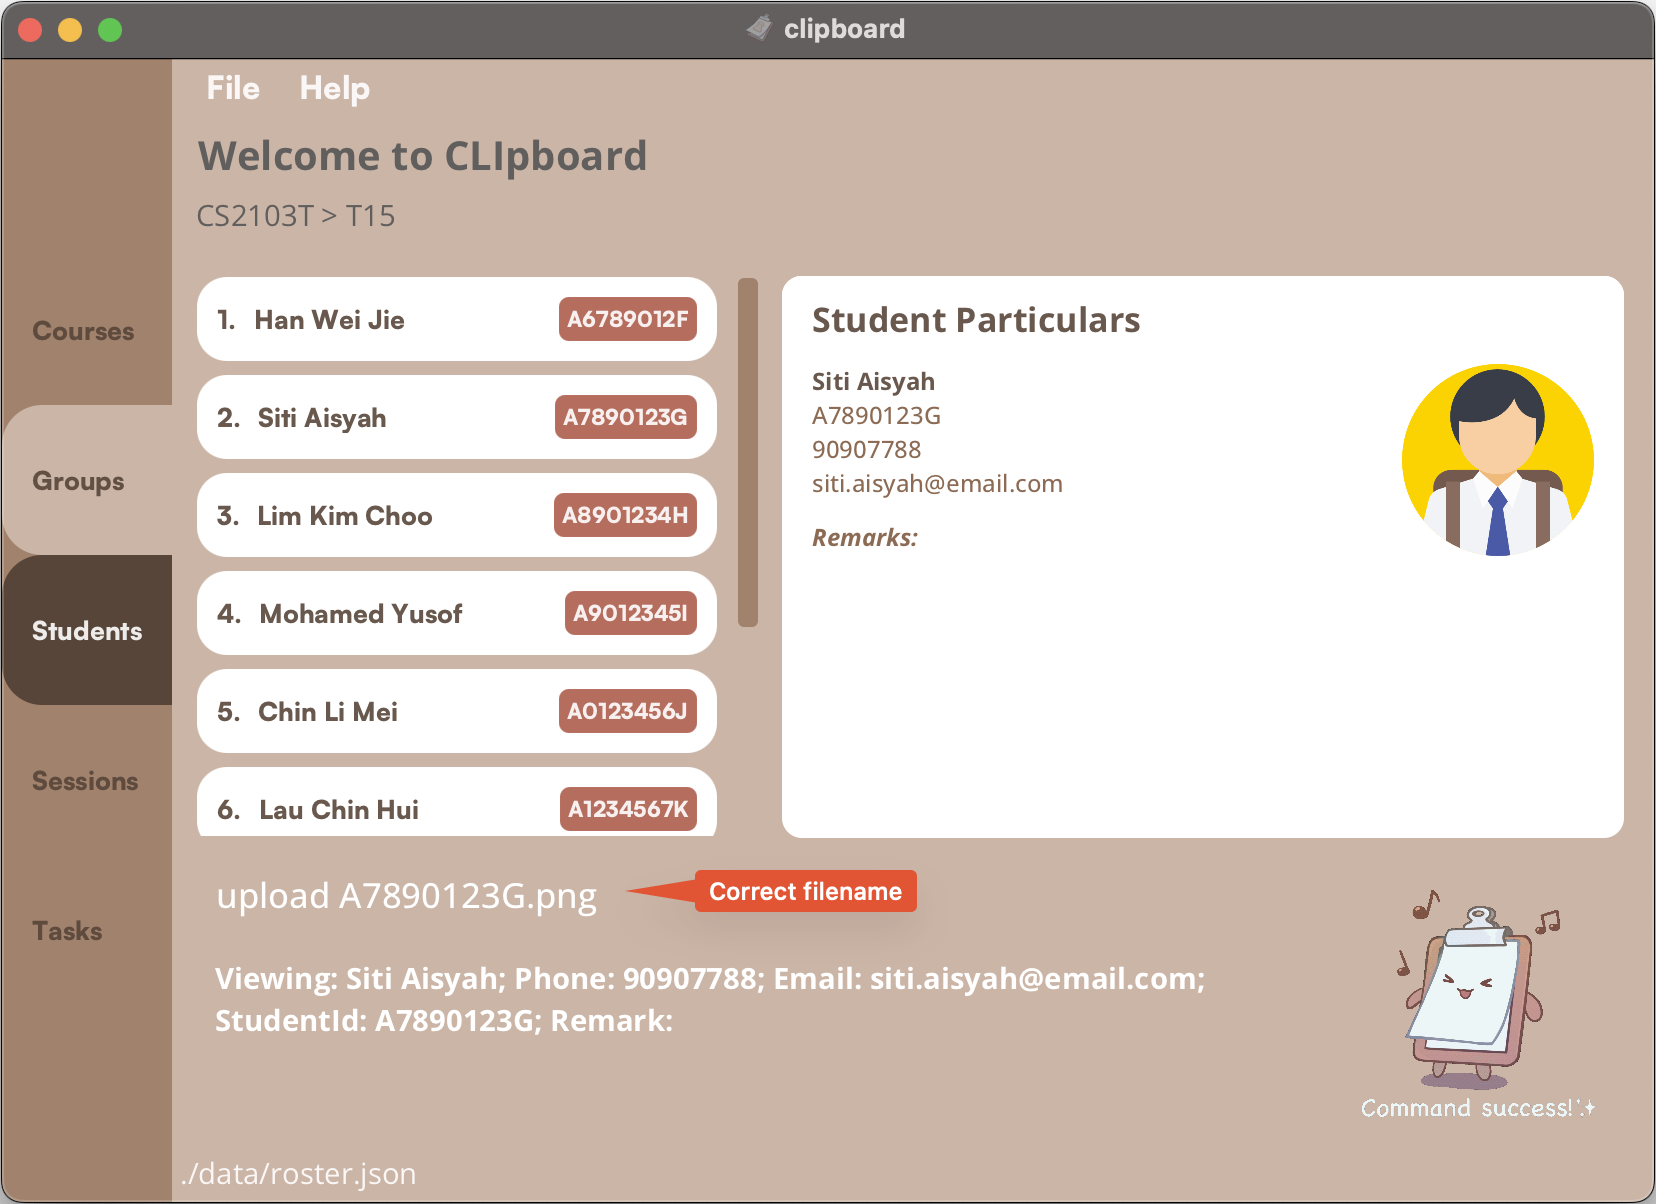 clipboard
File Help
Welcome to CLIpboard
CS2103T > T15
Courses
Groups
Students
Sessions
Tasks
1. Han Wei Jie A6789012F
2. Siti Aisyah A7890123G
3. Lim Kim Choo A8901234H
4. Mohamed Yusof A9012345I
5. Chin Li Mei A0123456J
6. Lau Chin Hui A1234567K
Student Particulars
Siti Aisyah
A7890123G
90907788
siti.aisyah@email.com
Remarks:
upload A7890123G.png
Correct filename
Viewing: Siti Aisyah; Phone: 90907788; Email: siti.aisyah@email.com;
StudentId: A7890123G; Remark:
Command success!
./data/roster.json